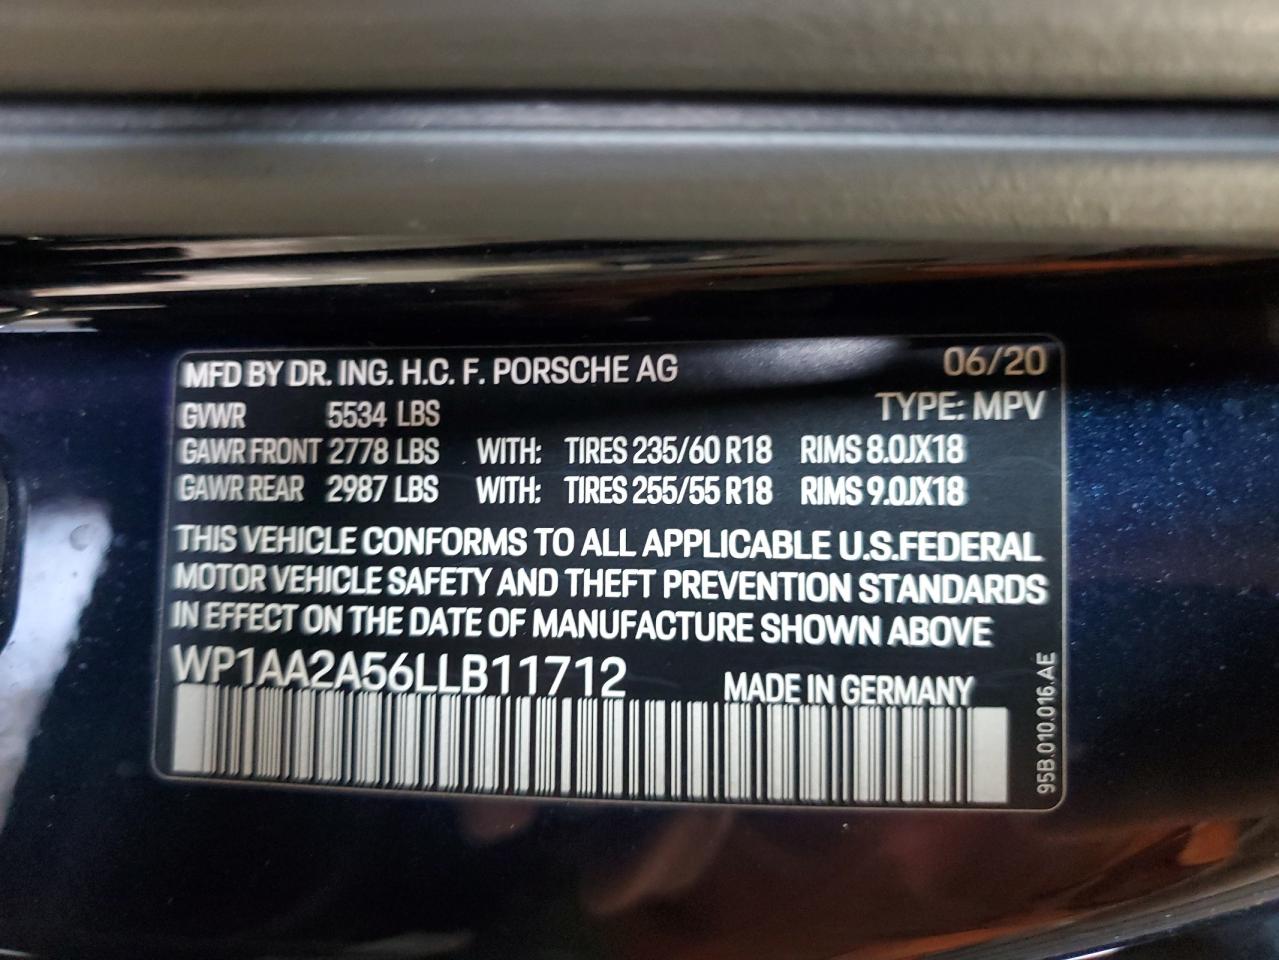 MFD BY DR. ING. H.C. F. PORSCHE AG 06/20
GVWR 5534 LBS TYPE: MPV
GAWR FRONT 2778 LBS WITH: TIRES 235/60 R18 RIMS 8.0JX18
GAWR REAR 2987 LBS WITH: TIRES 255/55 R18 RIMS 9.0JX18
THIS VEHICLE CONFORMS TO ALL APPLICABLE U.S.FEDERAL
MOTOR VEHICLE SAFETY AND THEFT PREVENTION STANDARDS
IN EFFECT ON THE DATE OF MANUFACTURE SHOWN ABOVE
WP1AA2A56LLB11712 MADE IN GERMANY
95B.010.016.AE